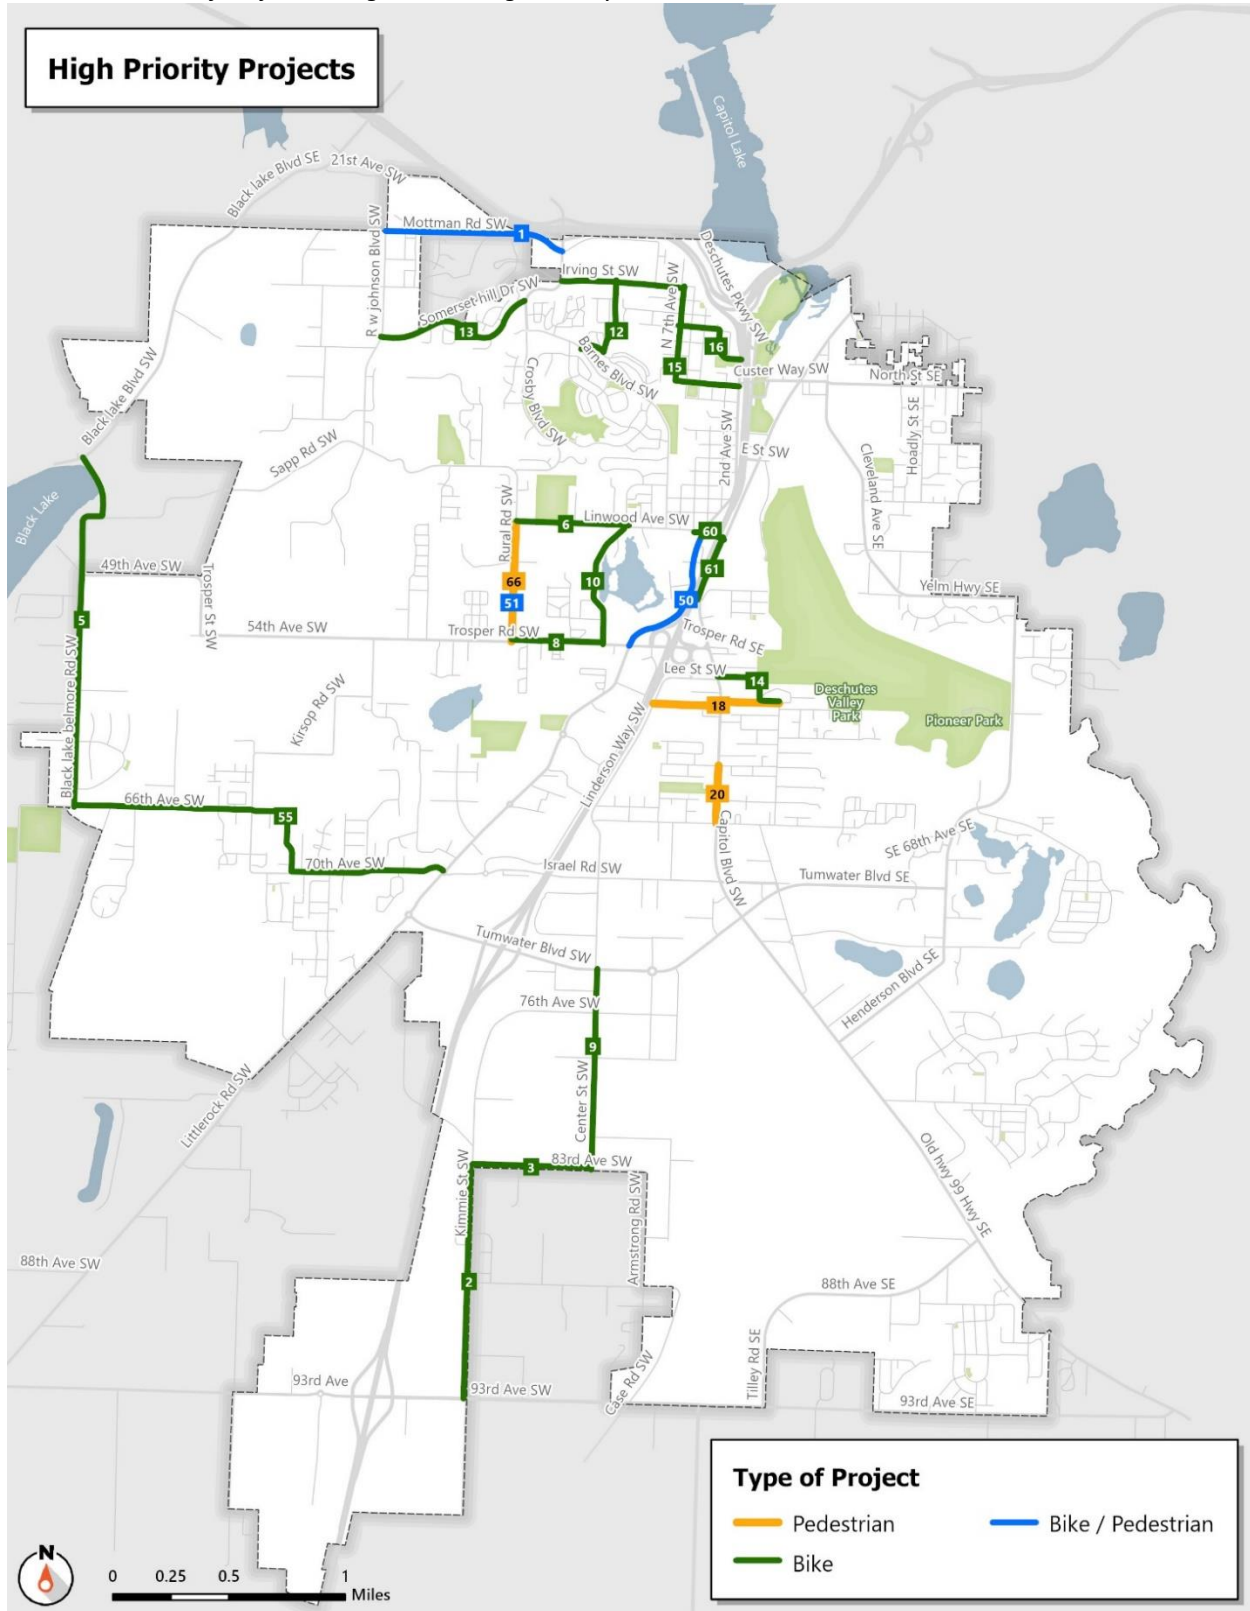 High Priority Projects
Capitol Lake
Black lake Blvd SE
21st Ave SW
R w johnson Blvd SW
Mottman Rd SW
1
Deschutes Pkwy SW
Irving St SW
N 7th Ave SW
Somerset-hill Dr SW
13
12
16
15
Barnes Blvd SW
Crosby Blvd SW
Custer Way SW
North St SE
Hoadly St SE
Black lake Blvd SW
2nd Ave SW
E St SW
Cleveland Ave SE
Sapp Rd SW
Black Lake
Rural Rd SW
6
Linwood Ave SW
60
61
49th Ave SW
Trosper St SW
66
51
10
50
Yelm Hwy SE
5
54th Ave SW
Trosper Rd SW
8
Trosper Rd SE
Lee St SW
14
Deschutes
Valley
Park
Pioneer Park
18
Kirsop Rd SW
Linderson Way SW
Black lake belmore Rd SW
20
66th Ave SW
55
Capitol Blvd SW
SE 68th Ave SE
70th Ave SW
Israel Rd SW
Tumwater Blvd SE
Tumwater Blvd SW
76th Ave SW
Henderson Blvd SE
9
Center St SW
Littlerock Rd SW
Kimmie St SW
3
83rd Ave SW
Armstrong Rd SW
Old hwy 99 Hwy SE
88th Ave SW
2
88th Ave SE
Tilley Rd SE
93rd Ave
93rd Ave SW
Case Rd SW
93rd Ave SE
Type of Project
Pedestrian
Bike / Pedestrian
Bike
N
0 0.25 0.5 1
Miles